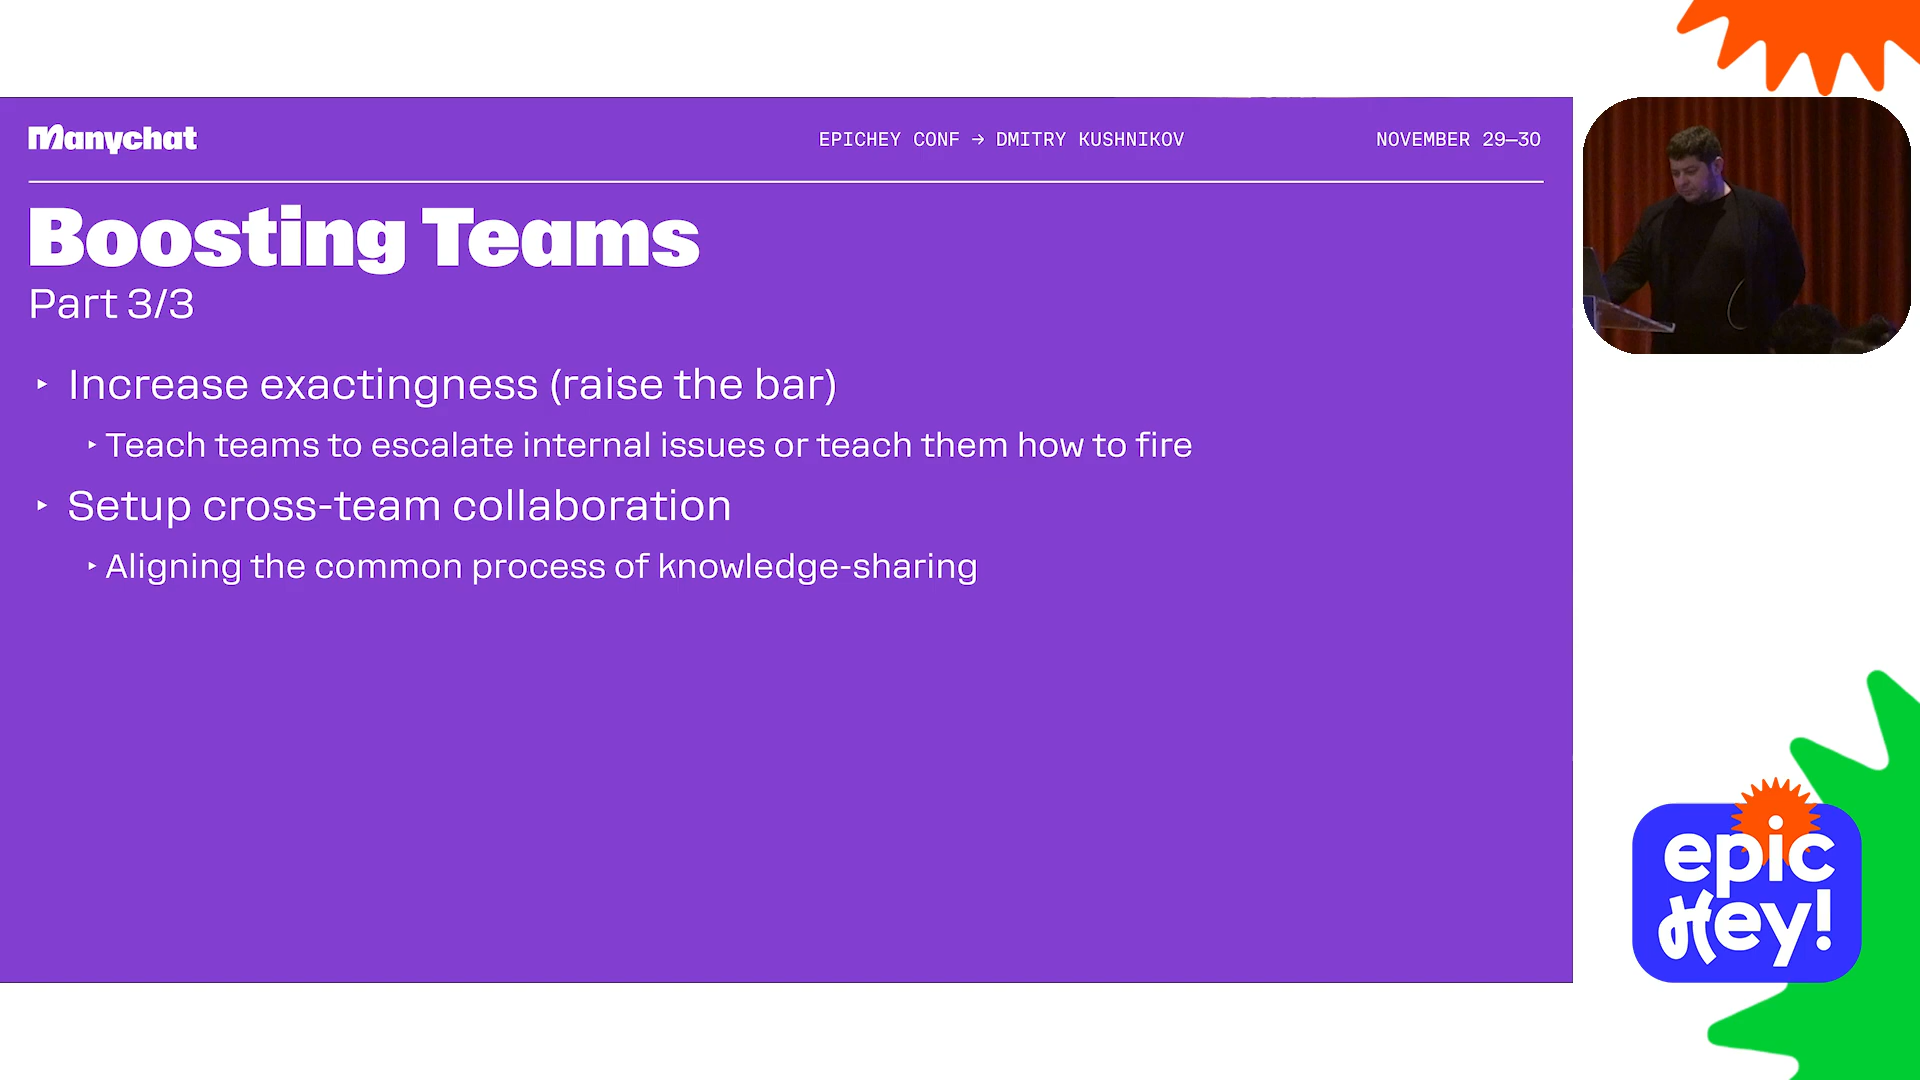 Manychat
EPICHEY CONF → DMITRY KUSHNIKOV
NOVEMBER 29–30
Boosting Teams
Part 3/3
‣ Increase exactingness (raise the bar)
‣ Teach teams to escalate internal issues or teach them how to fire
‣ Setup cross-team collaboration
‣ Aligning the common process of knowledge-sharing
epic
Hey!